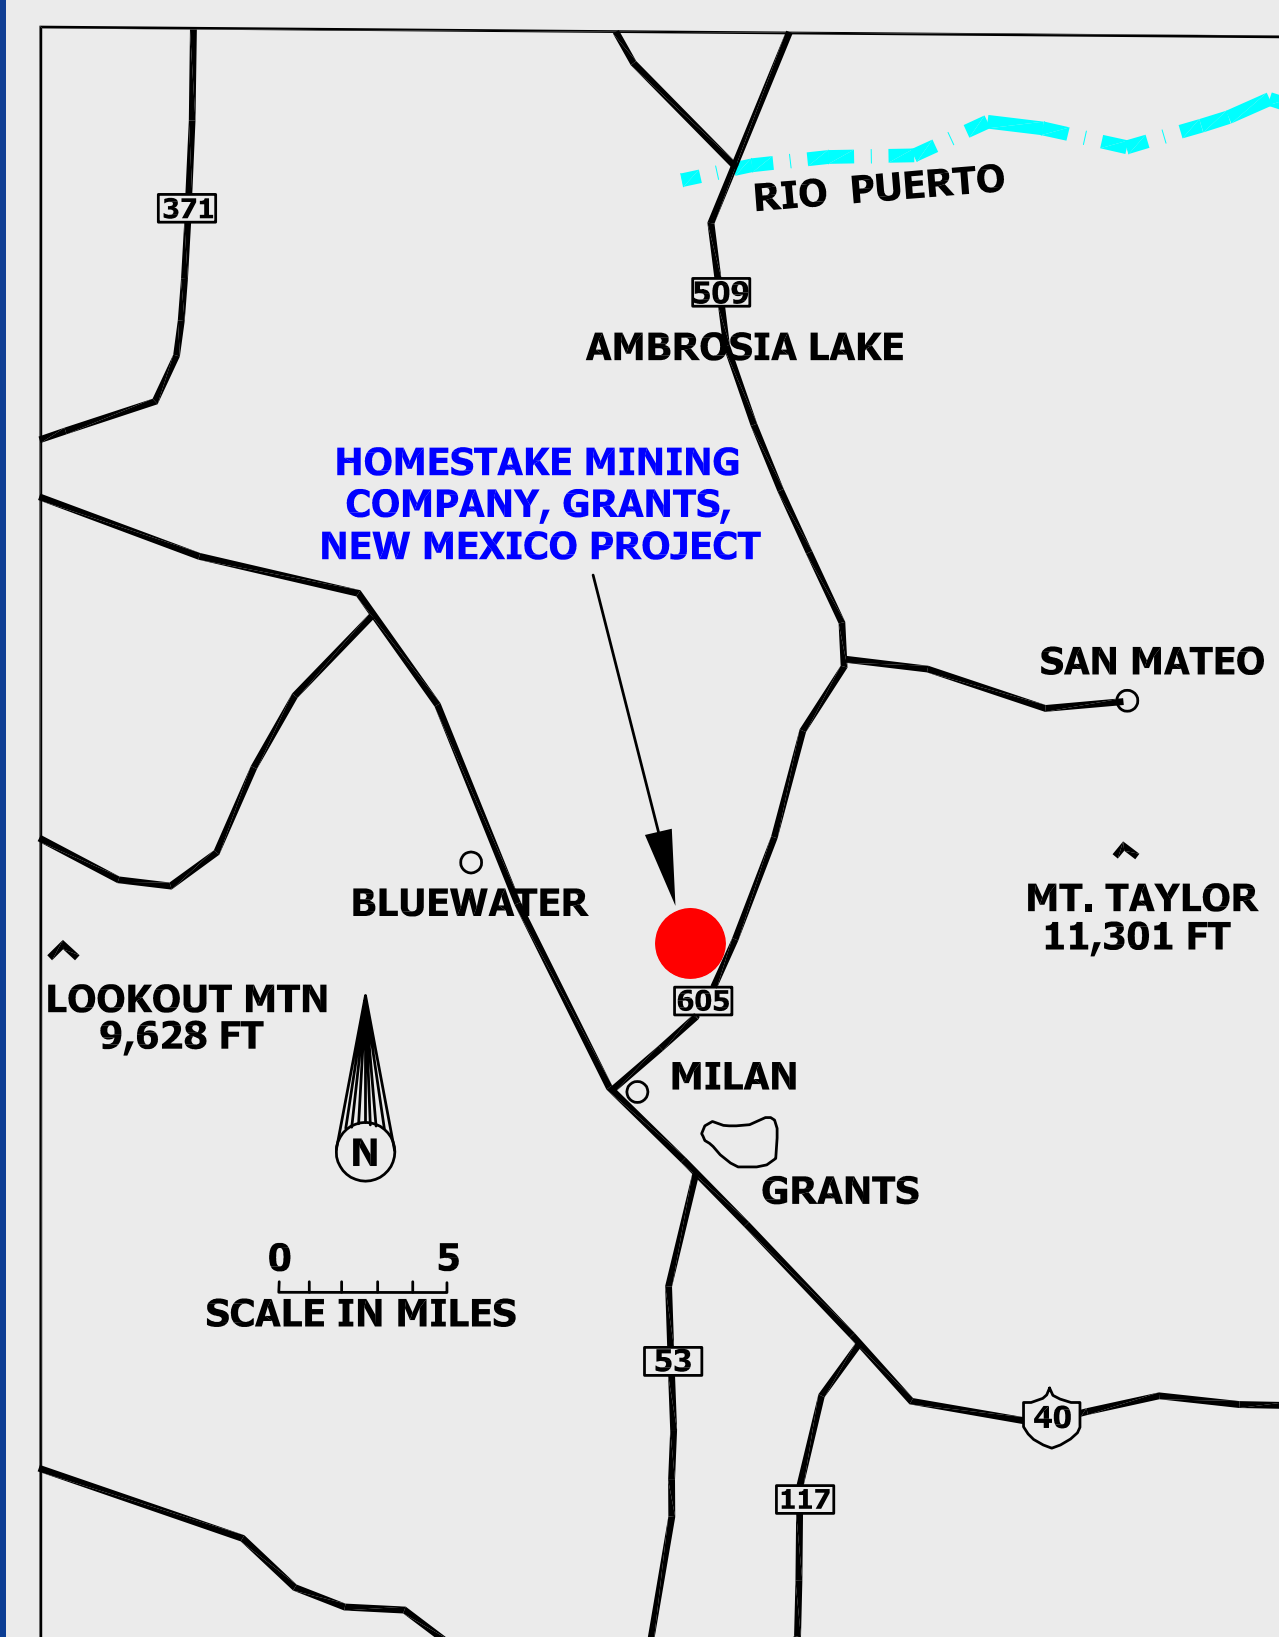 RIO PUERTO
371
509
AMBROSIA LAKE
HOMESTAKE MINING
COMPANY, GRANTS,
NEW MEXICO PROJECT
SAN MATEO
BLUEWATER
MT. TAYLOR
11,301 FT
LOOKOUT MTN
9,628 FT
605
MILAN
N
GRANTS
0 5
SCALE IN MILES
53
40
117